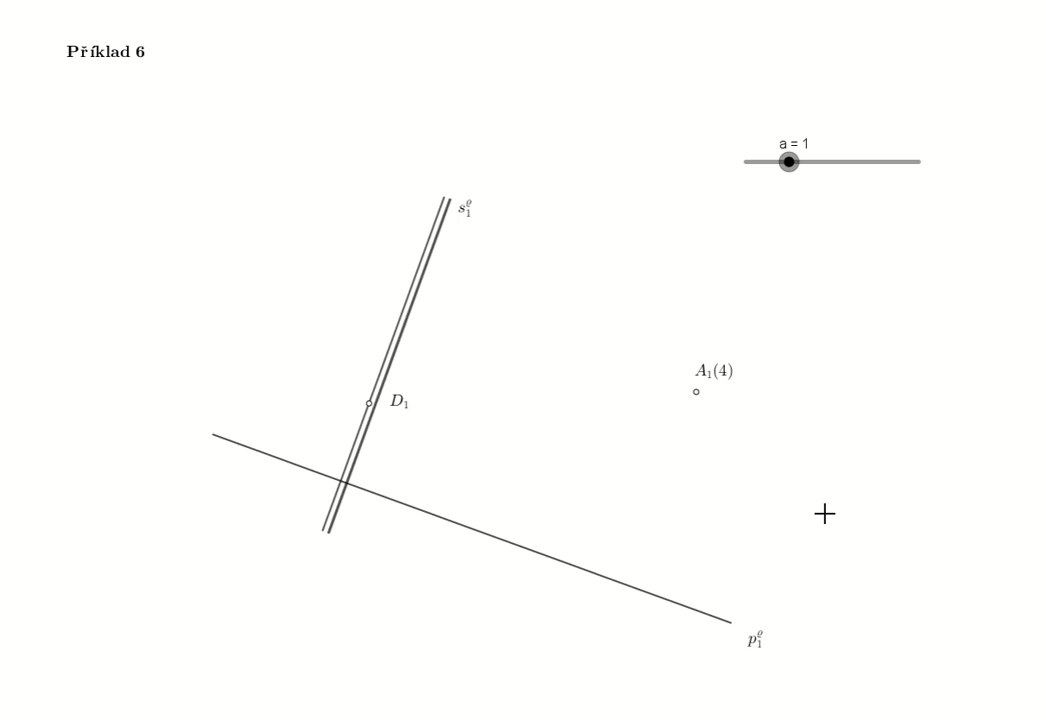 Příklad 6
a = 1
s₁^ϱ
A₁(4)
D₁
p₁^ϱ